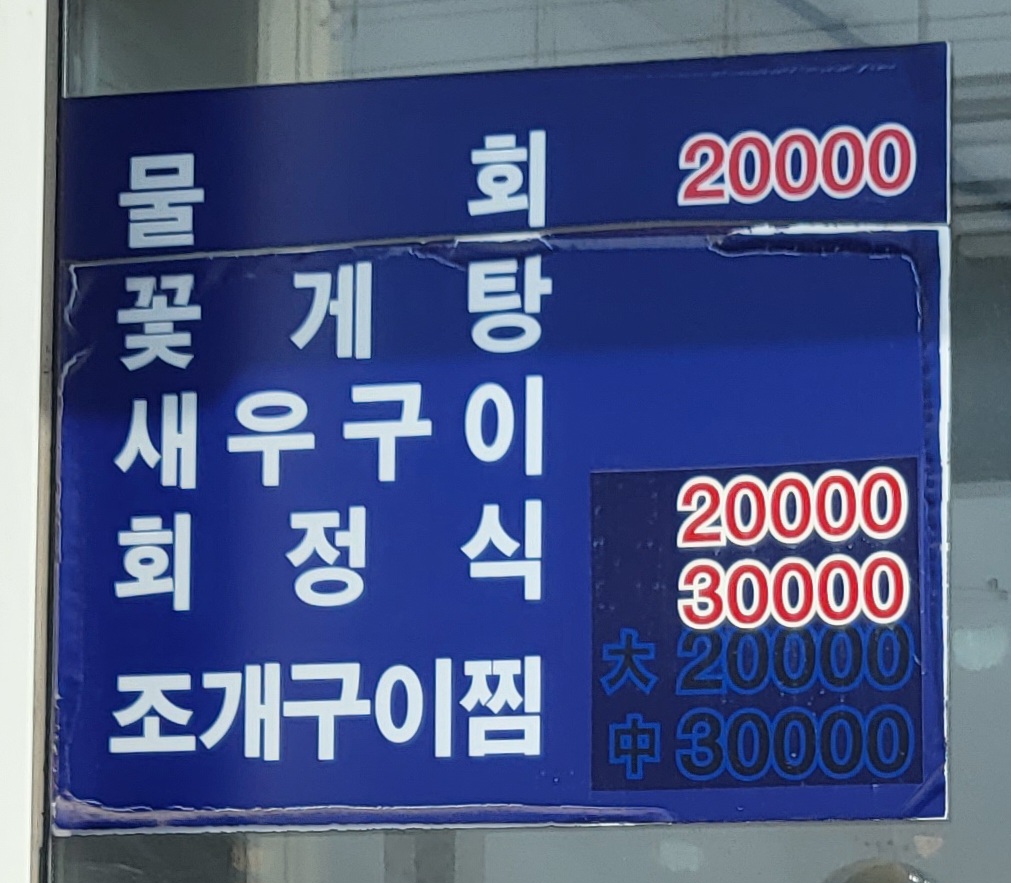 물 회 20000
꽃 게 탕
새 우 구 이
회 정 식 20000
30000
조개구이찜 大 20000
中 30000